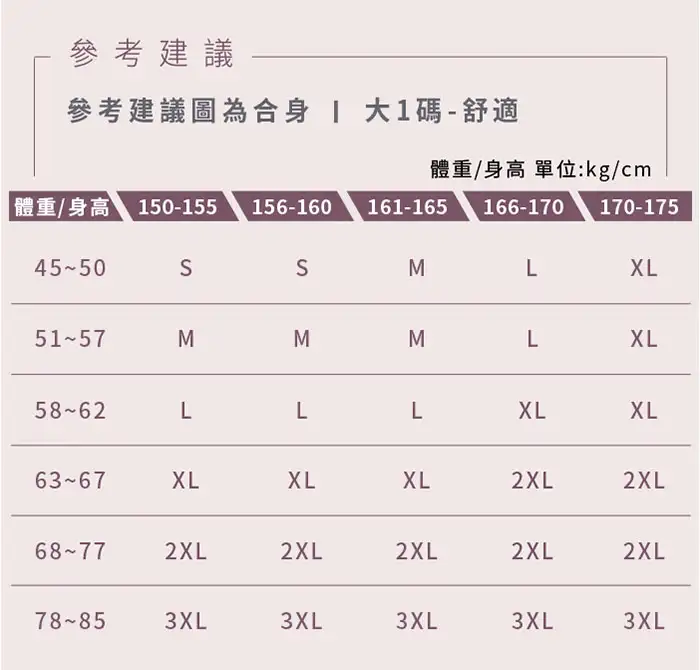 參考建議
參考建議圖為合身 | 大1碼-舒適
體重/身高 單位:kg/cm
體重/身高 150-155 156-160 161-165 166-170 170-175
45~50 S S M L XL
51~57 M M M L XL
58~62 L L L XL XL
63~67 XL XL XL 2XL 2XL
68~77 2XL 2XL 2XL 2XL 2XL
78~85 3XL 3XL 3XL 3XL 3XL